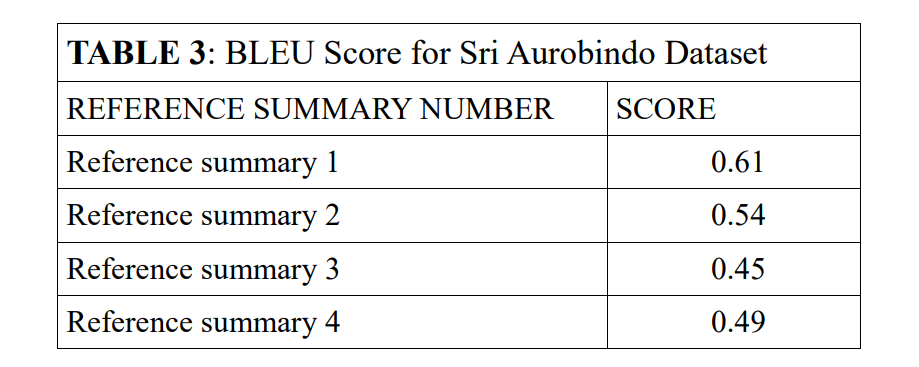 TABLE 3: BLEU Score for Sri Aurobindo Dataset
REFERENCE SUMMARY NUMBER SCORE
Reference summary 1 0.61
Reference summary 2 0.54
Reference summary 3 0.45
Reference summary 4 0.49